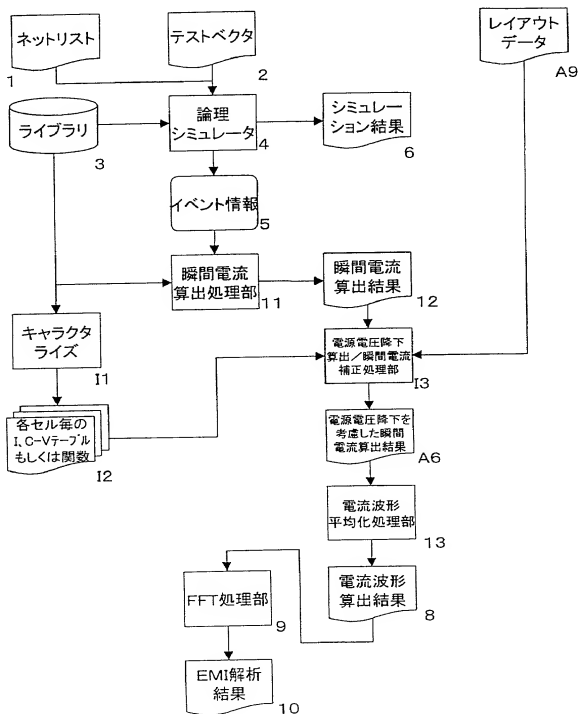 ネットリスト
1
テストベクタ
2
レイアウト
データ
A9
ライブラリ
3
論理
シミュレータ
4
シミュレー
ション結果
6
イベント情報
5
瞬間電流
算出処理部
11
瞬間電流
算出結果
12
キャラクタ
ライズ
I1
電源電圧降下
算出/瞬間電流
補正処理部
I3
各セル毎の
I、C-Vテーブル
もしくは関数
I2
電源電圧降下を
考慮した瞬間
電流算出結果
A6
電流波形
平均化処理部
13
FFT処理部
9
電流波形
算出結果
8
EMI解析
結果
10